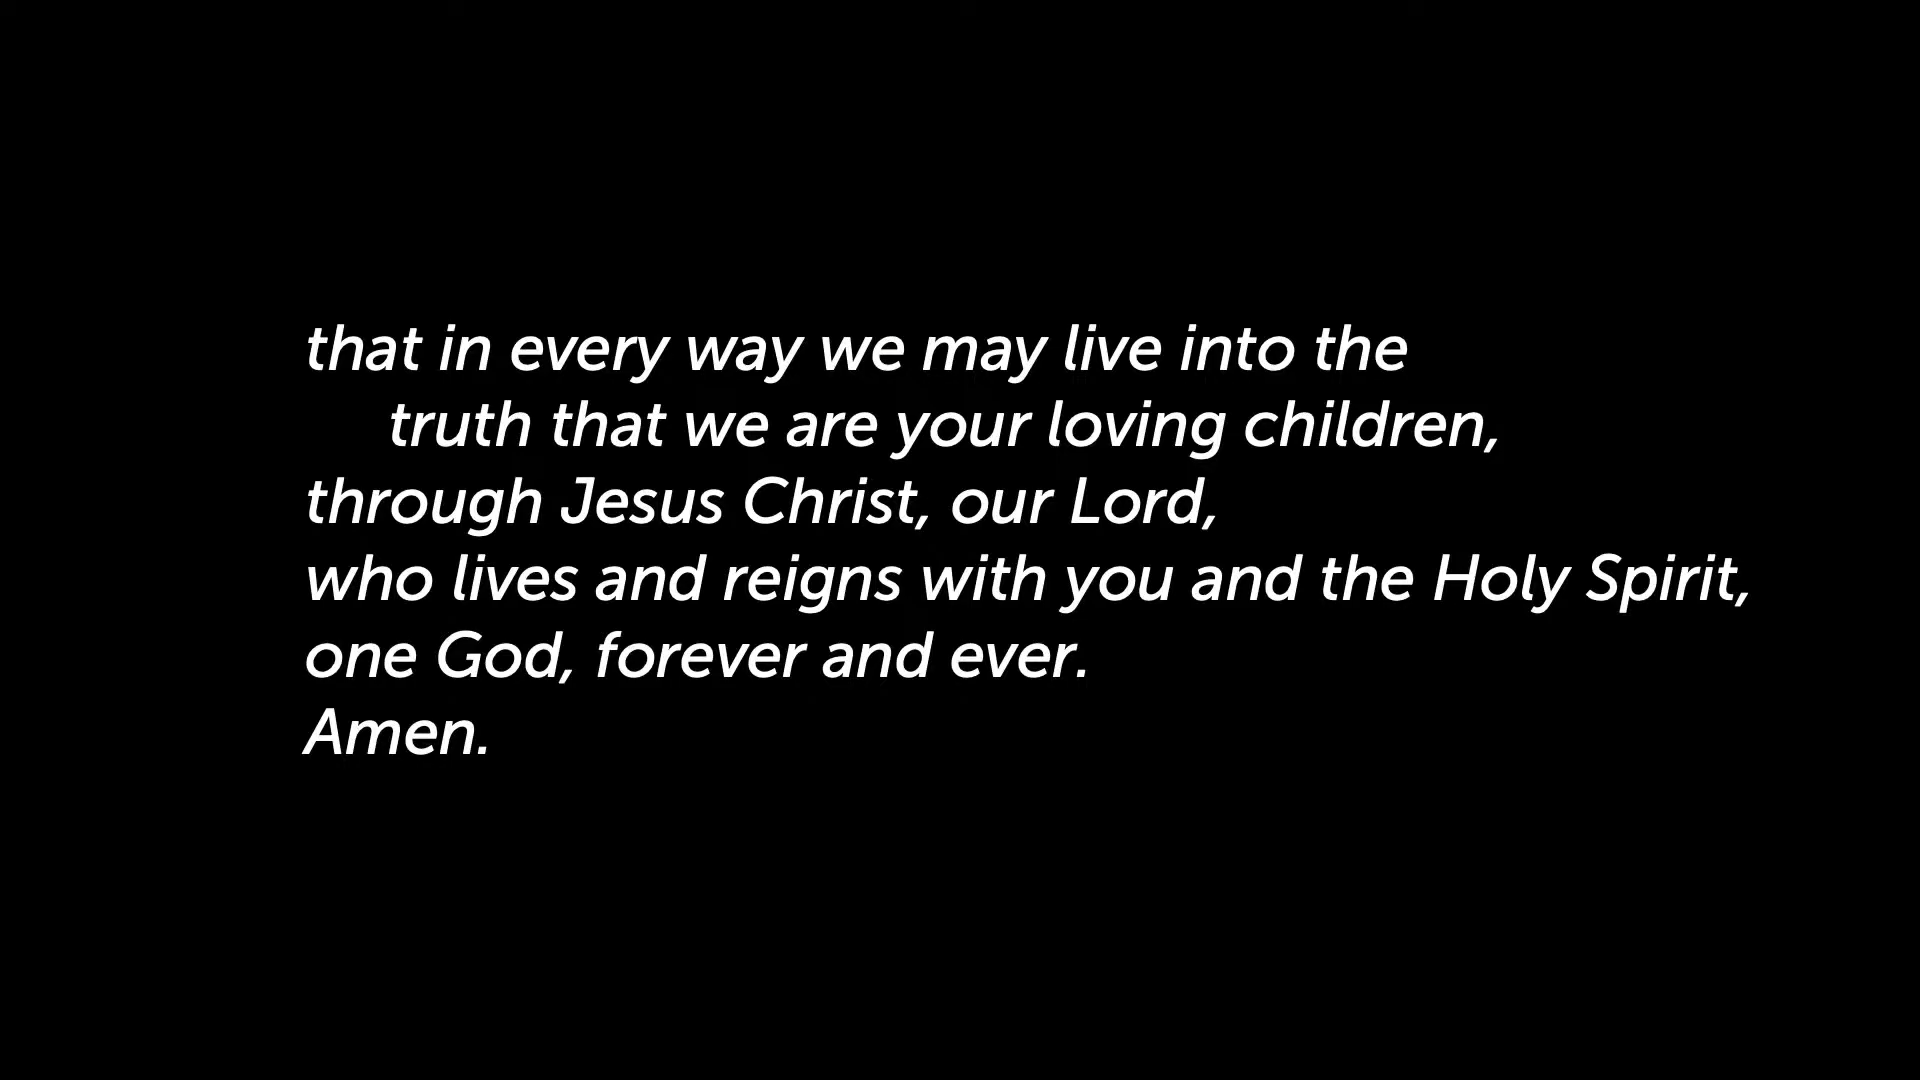 that in every way we may live into the
truth that we are your loving children,
through Jesus Christ, our Lord,
who lives and reigns with you and the Holy Spirit,
one God, forever and ever.
Amen.